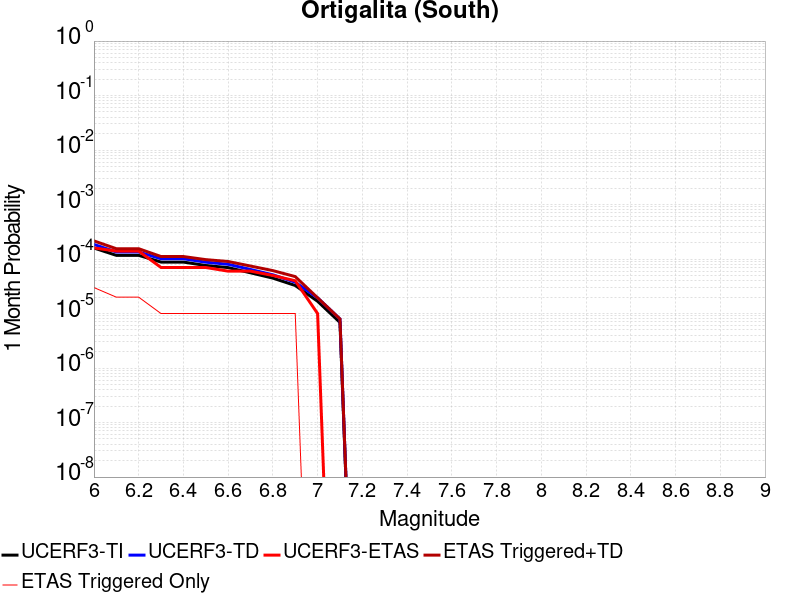 Ortigalita (South)
10 0
10 -1
10 -2
10 -3
10 -4
10 -5
10 -6
10 -7
10 -8
1 Month Probability
6 6.2 6.4 6.6 6.8 7 7.2 7.4 7.6 7.8 8 8.2 8.4 8.6 8.8 9
Magnitude
UCERF3-TI UCERF3-TD UCERF3-ETAS ETAS Triggered+TD
ETAS Triggered Only